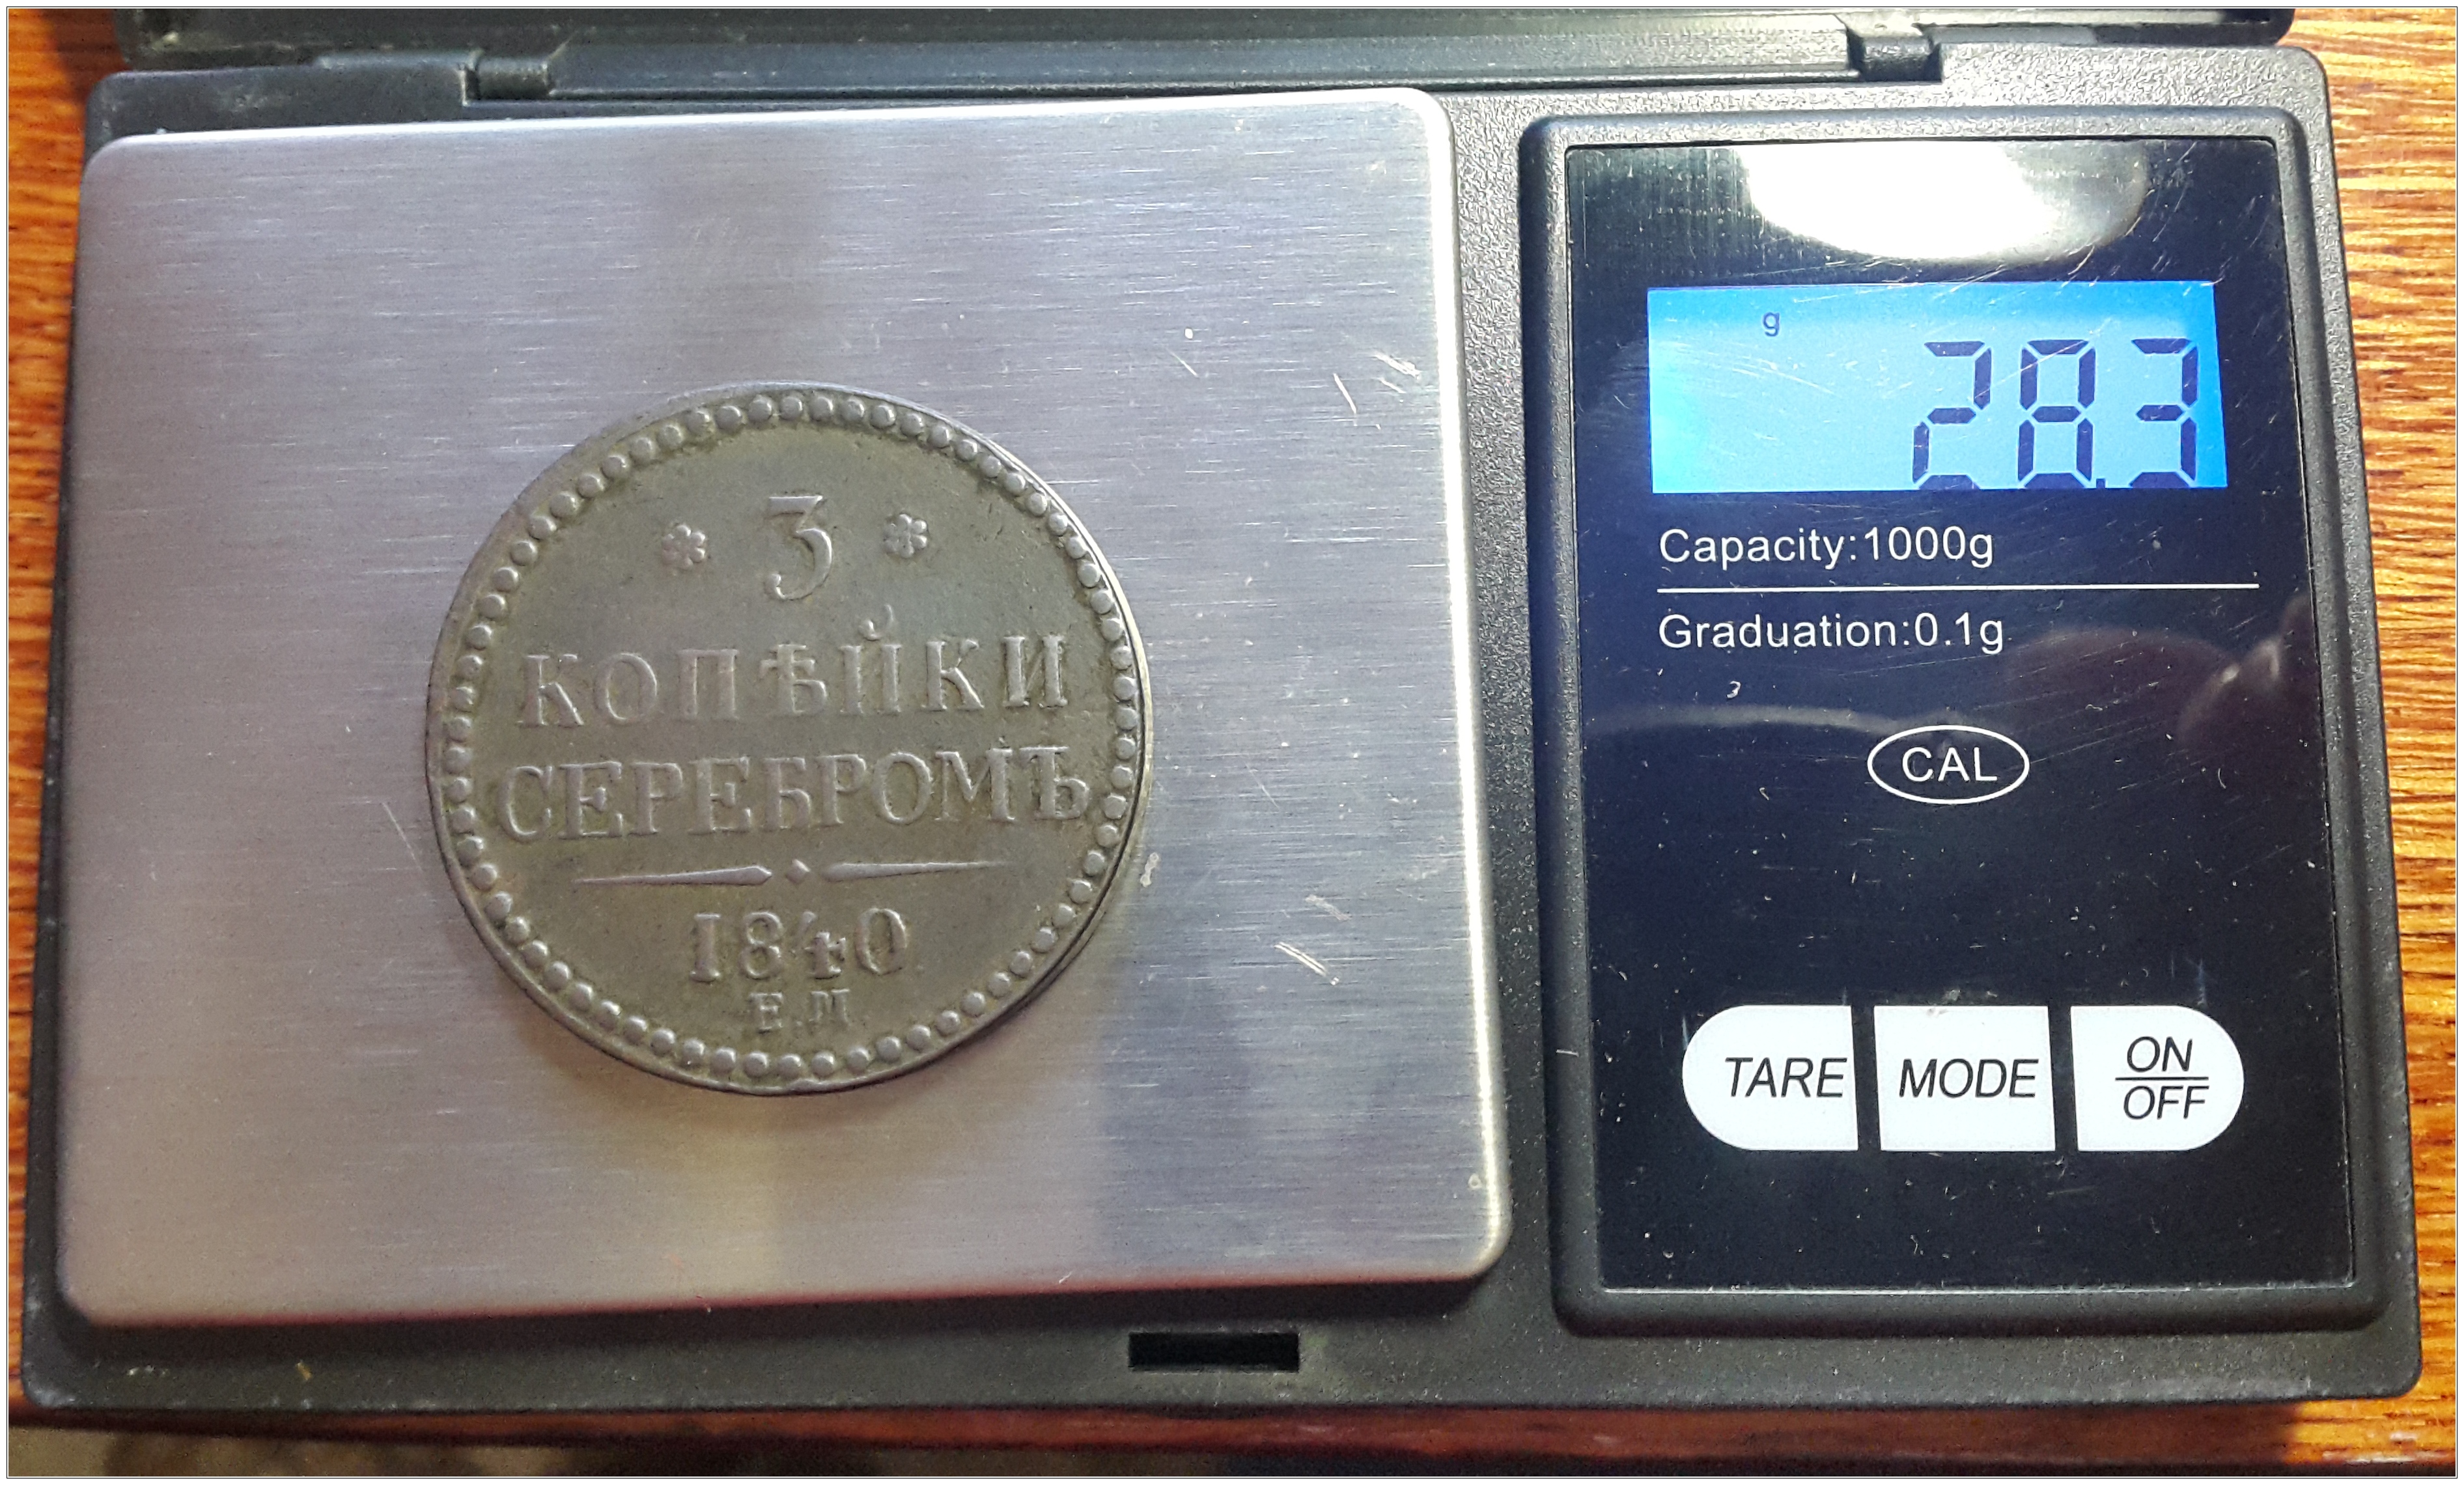 3
КОПѢЙКИ
СЕРЕБРОМЪ
1840
Е.М
g
28.3
Capacity:1000g
Graduation:0.1g
CAL
TARE MODE ON/OFF